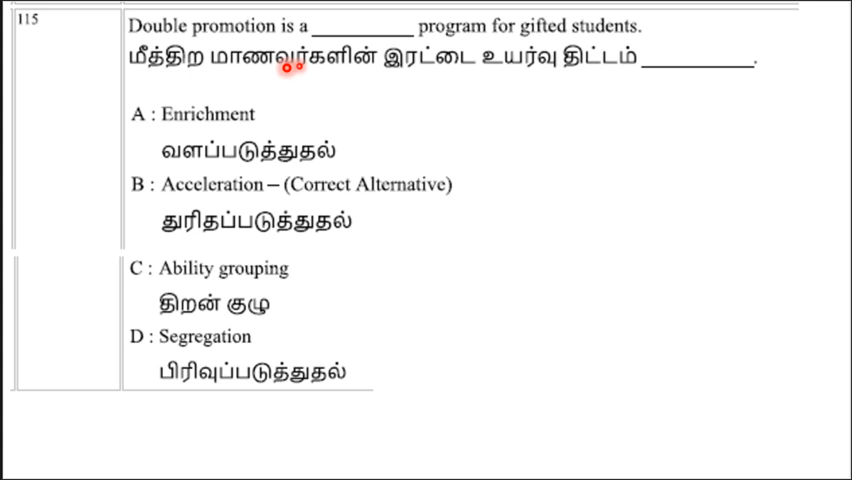 115
Double promotion is a __________ program for gifted students.
மீத்திற மாணவர்களின் இரட்டை உயர்வு திட்டம் ___________.
A : Enrichment
வளப்படுத்துதல்
B : Acceleration – (Correct Alternative)
துரிதப்படுத்துதல்
C : Ability grouping
திறன் குழு
D : Segregation
பிரிவுப்படுத்துதல்